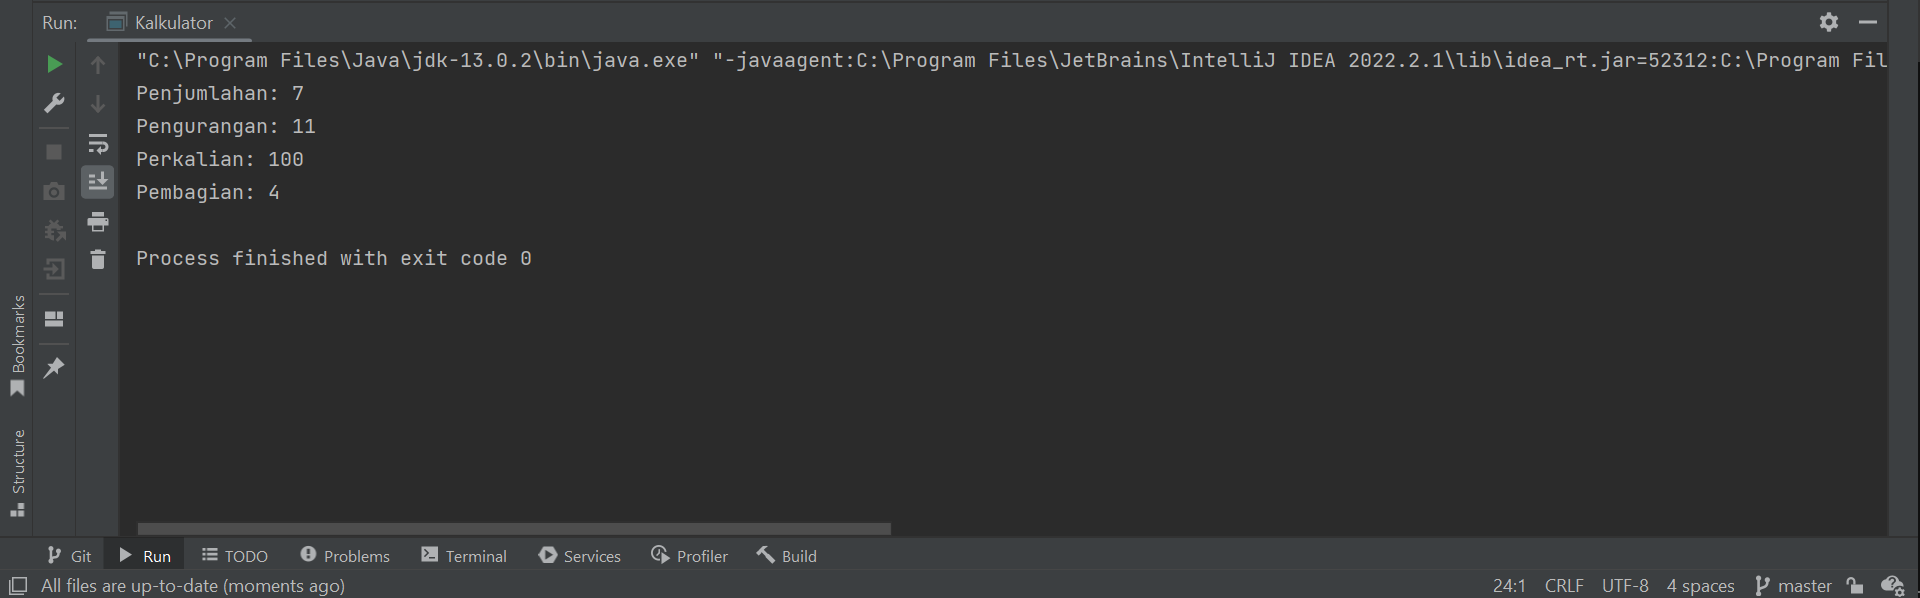 Run: Kalkulator
"C:\Program Files\Java\jdk-13.0.2\bin\java.exe" "-javaagent:C:\Program Files\JetBrains\IntelliJ IDEA 2022.2.1\lib\idea_rt.jar=52312:C:\Program Fil
Penjumlahan: 7
Pengurangan: 11
Perkalian: 100
Pembagian: 4
Process finished with exit code 0
Bookmarks
Structure
Git Run TODO Problems Terminal Services Profiler Build
All files are up-to-date (moments ago) 24:1 CRLF UTF-8 4 spaces master